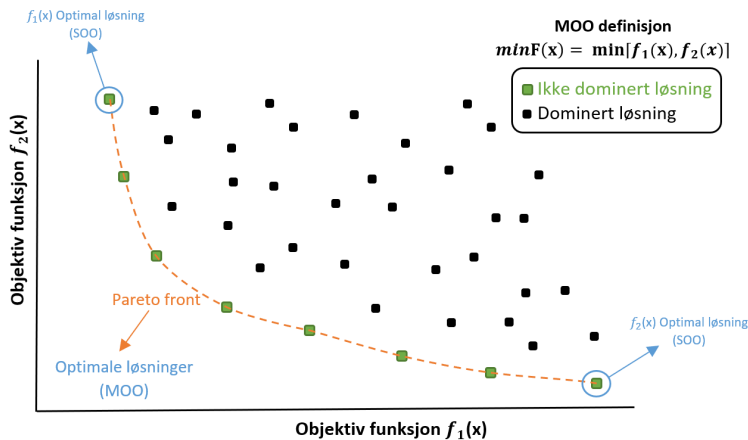 f₁(x) Optimal løsning
(SOO)
MOO definisjon
minF(x) = min[f₁(x), f₂(x)]
Ikke dominert løsning
Dominert løsning
Objektiv funksjon f₂(x)
Pareto front
Optimale løsninger
(MOO)
f₂(x) Optimal løsning
(SOO)
Objektiv funksjon f₁(x)